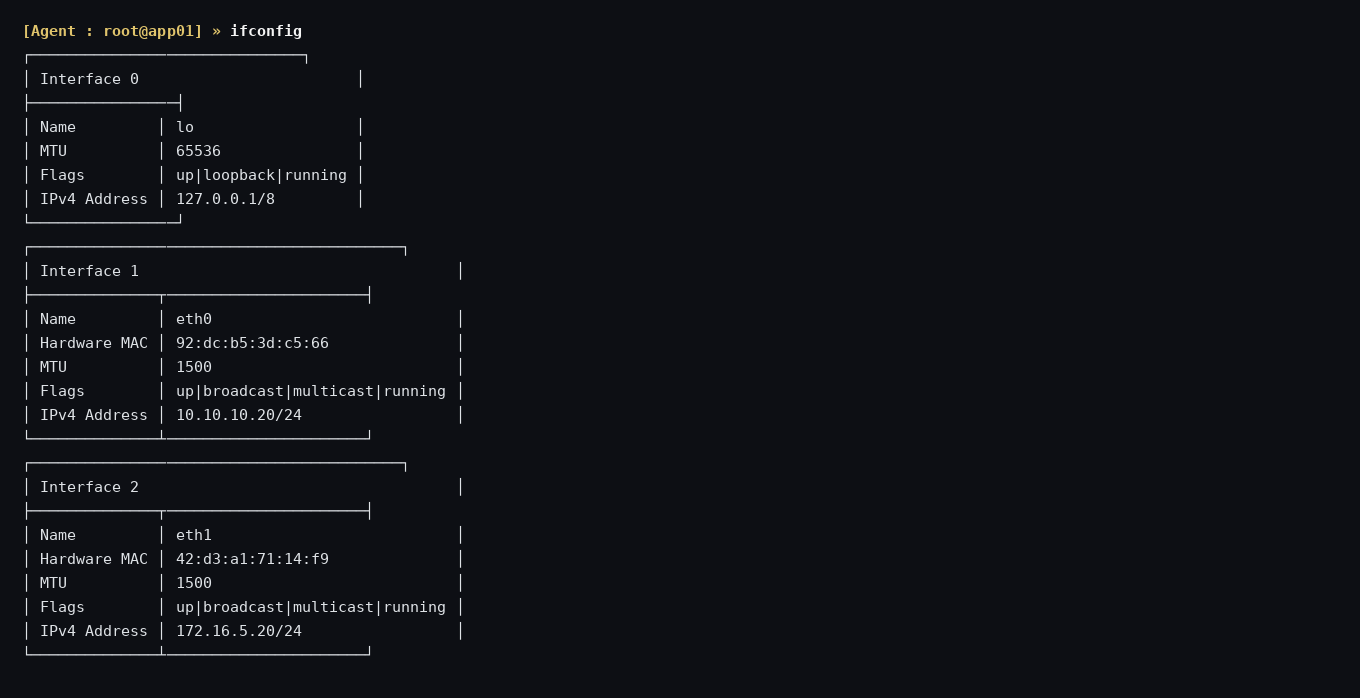 [Agent : root@app01] » ifconfig
┌──────────────────────────────┐
│ Interface 0                        │
├────────────────┤
│ Name         │ lo                  │
│ MTU          │ 65536               │
│ Flags        │ up|loopback|running │
│ IPv4 Address │ 127.0.0.1/8         │
└────────────────┘
┌─────────────────────────────────────────┐
│ Interface 1                                   │
├──────────────┬──────────────────────┤
│ Name         │ eth0                           │
│ Hardware MAC │ 92:dc:b5:3d:c5:66              │
│ MTU          │ 1500                           │
│ Flags        │ up|broadcast|multicast|running │
│ IPv4 Address │ 10.10.10.20/24                 │
└──────────────┴──────────────────────┘
┌─────────────────────────────────────────┐
│ Interface 2                                   │
├──────────────┬──────────────────────┤
│ Name         │ eth1                           │
│ Hardware MAC │ 42:d3:a1:71:14:f9              │
│ MTU          │ 1500                           │
│ Flags        │ up|broadcast|multicast|running │
│ IPv4 Address │ 172.16.5.20/24                 │
└──────────────┴──────────────────────┘